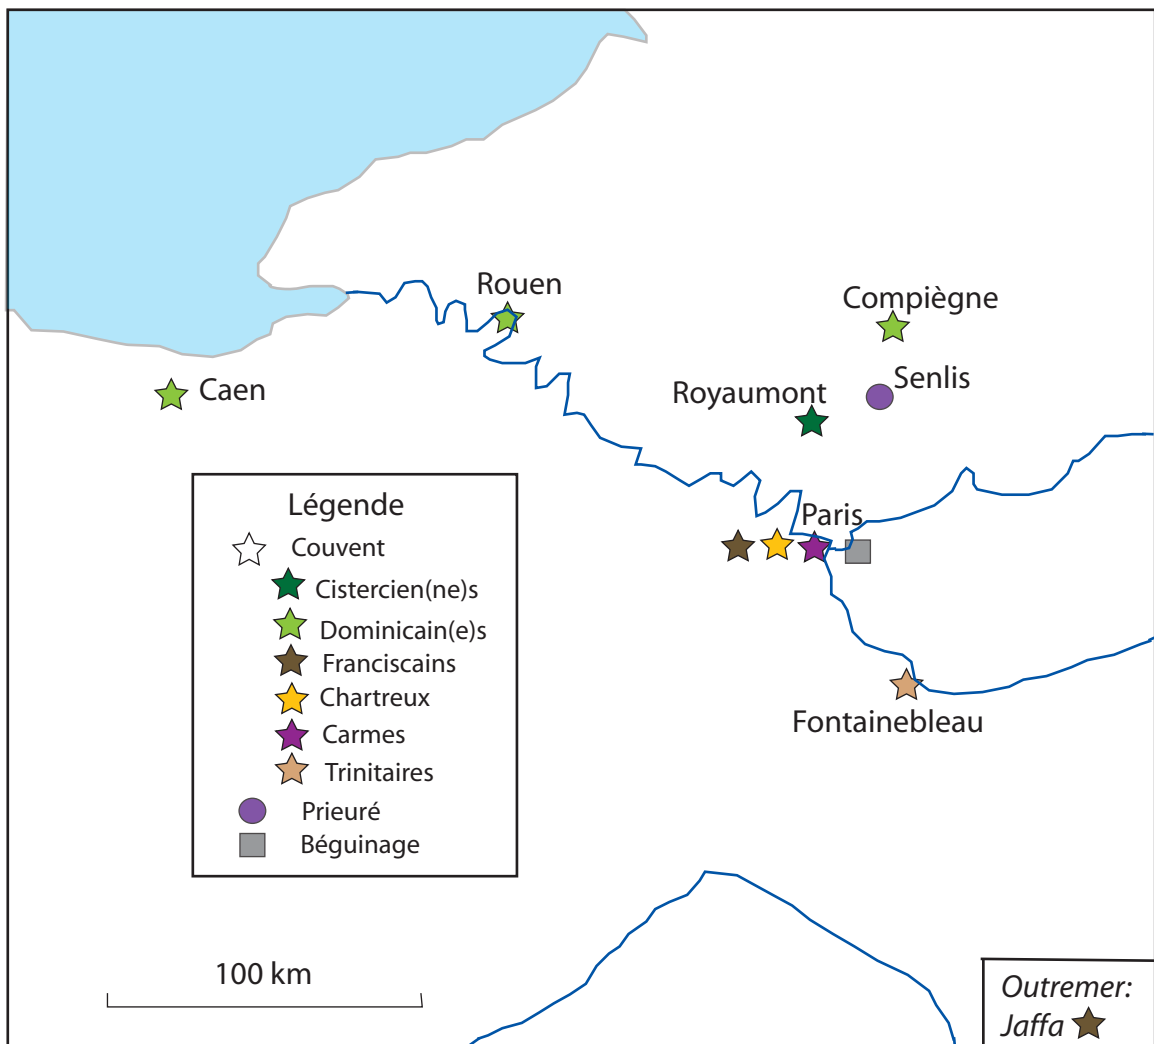 Rouen
Compiègne
Caen
Senlis
Royaumont
Paris
Fontainebleau
Légende
Couvent
Cistercien(ne)s
Dominicain(e)s
Franciscains
Chartreux
Carmes
Trinitaires
Prieuré
Béguinage
100 km
Outremer:
Jaffa